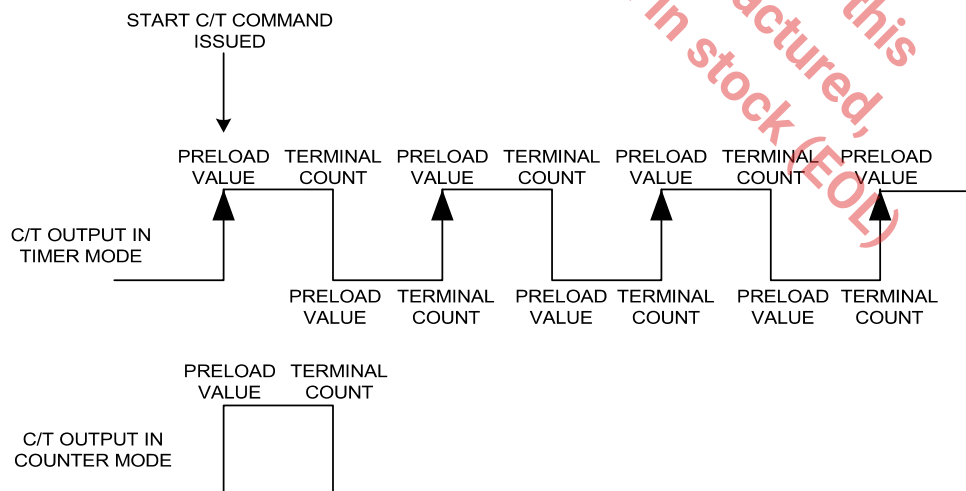 START C/T COMMAND
ISSUED
this
actured,
in stock (EOL)
PRELOAD TERMINAL PRELOAD TERMINAL PRELOAD TERMINAL PRELOAD
VALUE COUNT VALUE COUNT VALUE COUNT VALUE
C/T OUTPUT IN
TIMER MODE
PRELOAD TERMINAL PRELOAD TERMINAL PRELOAD TERMINAL
VALUE COUNT VALUE COUNT VALUE COUNT
PRELOAD TERMINAL
VALUE COUNT
C/T OUTPUT IN
COUNTER MODE